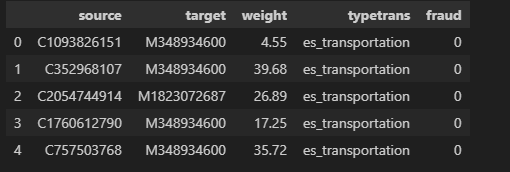 source target weight typetrans fraud
0 C1093826151 M348934600 4.55 es_transportation 0
1 C352968107 M348934600 39.68 es_transportation 0
2 C2054744914 M1823072687 26.89 es_transportation 0
3 C1760612790 M348934600 17.25 es_transportation 0
4 C757503768 M348934600 35.72 es_transportation 0